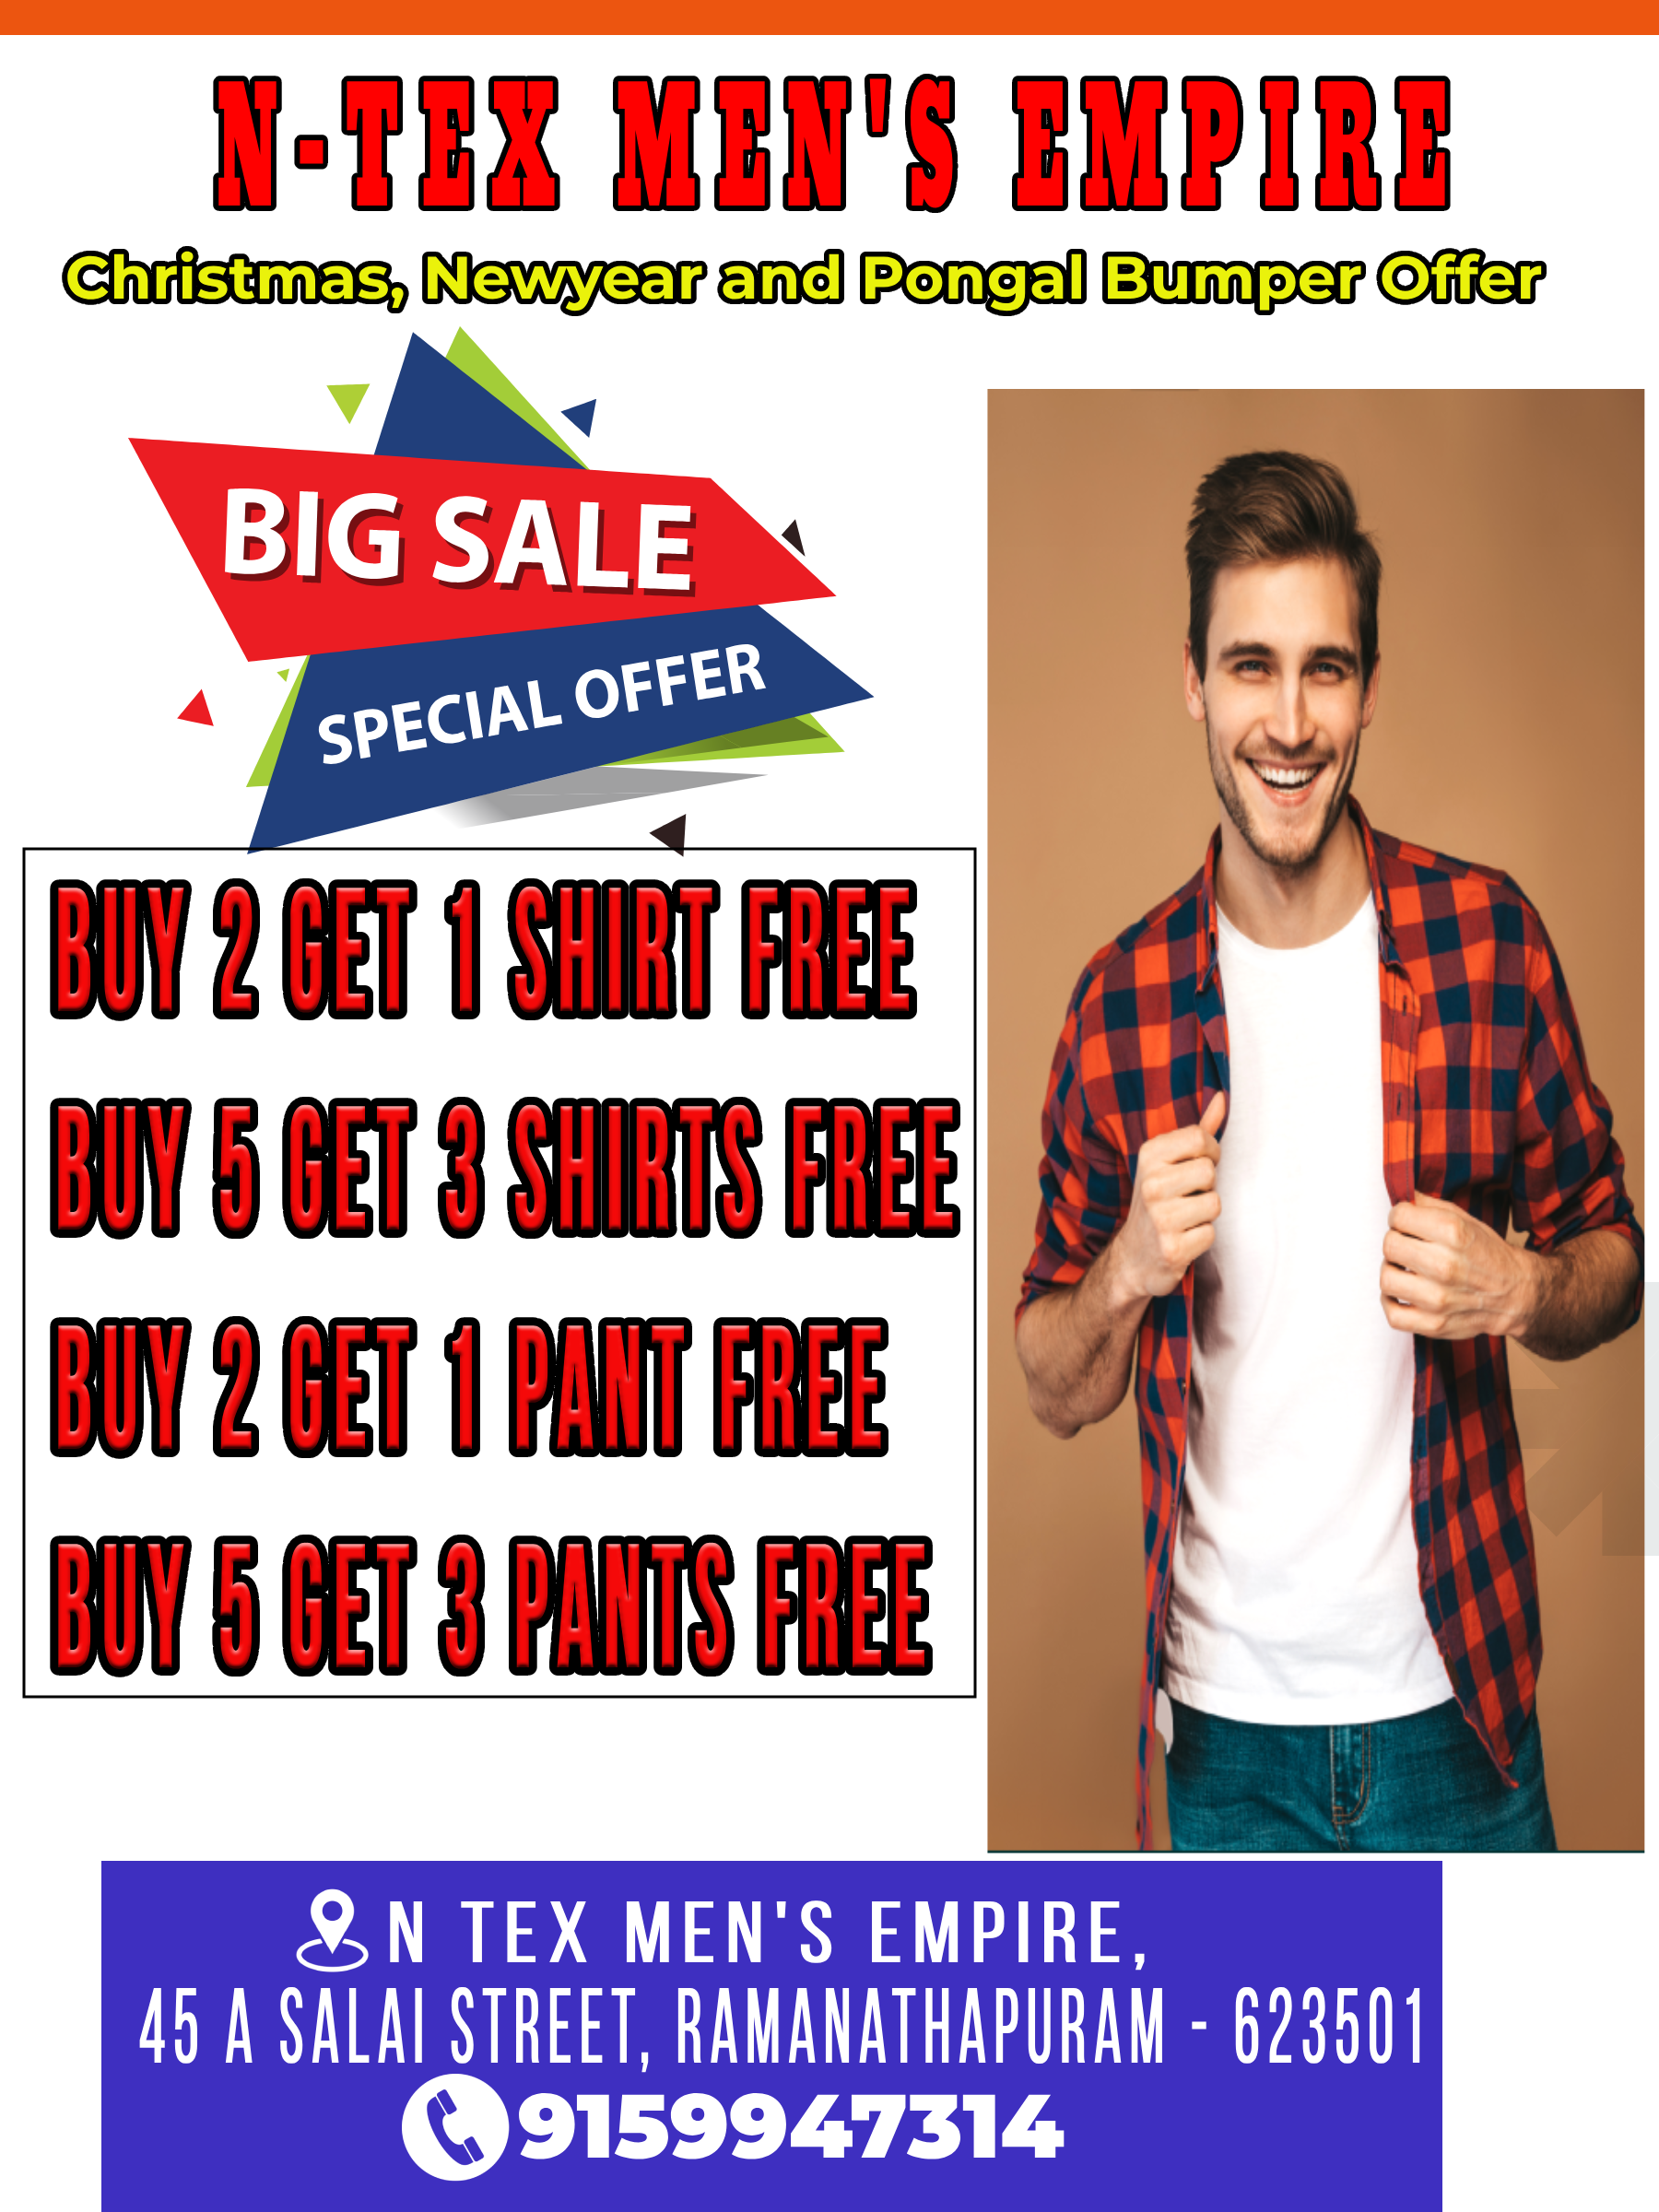 N-TEX MEN'S EMPIRE
Christmas, Newyear and Pongal Bumper Offer
BIG SALE
SPECIAL OFFER
BUY 2 GET 1 SHIRT FREE
BUY 5 GET 3 SHIRTS FREE
BUY 2 GET 1 PANT FREE
BUY 5 GET 3 PANTS FREE
N TEX MEN'S EMPIRE,
45 A SALAI STREET, RAMANATHAPURAM - 623501
9159947314